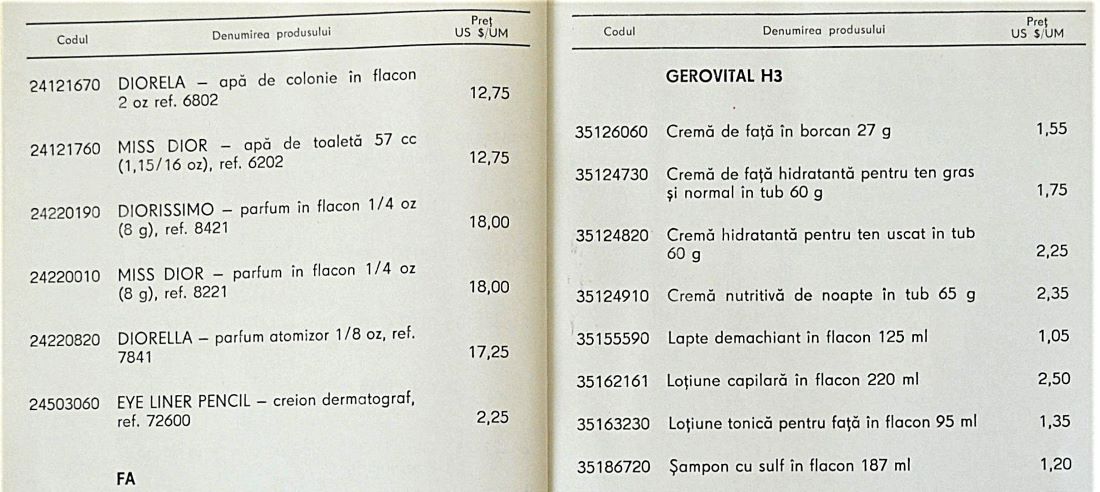 Codul Denumirea produsului Preț
US $/UM
24121670 DIORELA – apă de colonie în flacon
2 oz ref. 6802 12,75
24121760 MISS DIOR – apă de toaletă 57 cc
(1,15/16 oz), ref. 6202 12,75
24220190 DIORISSIMO – parfum în flacon 1/4 oz
(8 g), ref. 8421 18,00
24220010 MISS DIOR – parfum în flacon 1/4 oz
(8 g), ref. 8221 18,00
24220820 DIORELLA – parfum atomizor 1/8 oz, ref.
7841 17,25
24503060 EYE LINER PENCIL – creion dermatograf,
ref. 72600 2,25
FA
Codul Denumirea produsului Preț
US $/UM
GEROVITAL H3
35126060 Cremă de față în borcan 27 g 1,55
35124730 Cremă de față hidratantă pentru ten gras
și normal în tub 60 g 1,75
35124820 Cremă hidratantă pentru ten uscat în tub
60 g 2,25
35124910 Cremă nutritivă de noapte în tub 65 g 2,35
35155590 Lapte demachiant în flacon 125 ml 1,05
35162161 Loțiune capilară în flacon 220 ml 2,50
35163230 Loțiune tonică pentru față în flacon 95 ml 1,35
35186720 Șampon cu sulf în flacon 187 ml 1,20